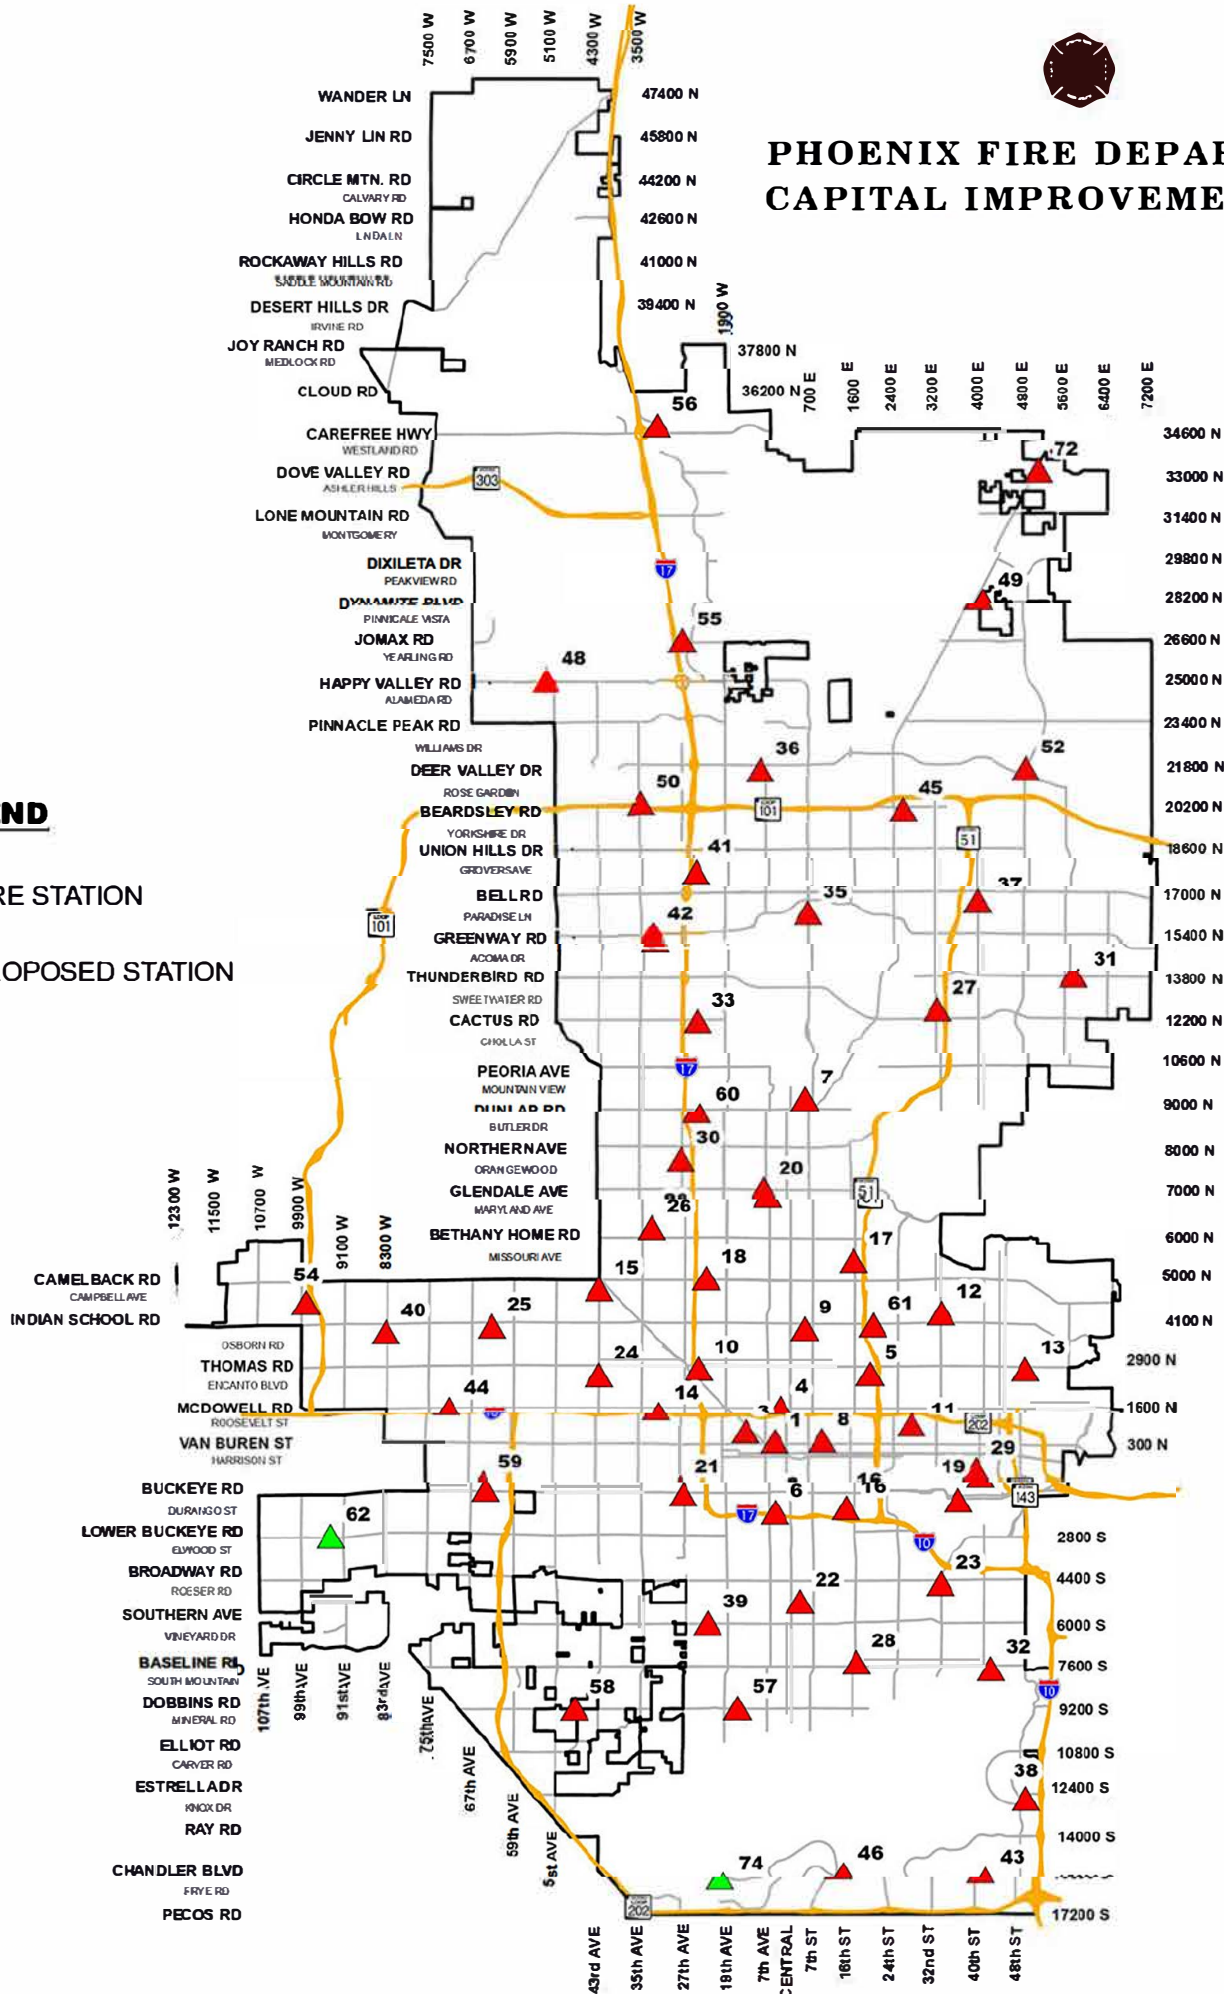 7500 W
6700 W
5900 W
5100 W
4300 W
3500 W
PHOENIX FIRE DEPAR
CAPITAL IMPROVEME
WANDER LN
47400 N
JENNY LIN RD
45800 N
CIRCLE MTN. RD
44200 N
CALVARY RD
HONDA BOW RD
42600 N
ROCKAWAY HILLS RD
41000 N
SADDLE MOUNTAIN RD
DESERT HILLS DR
39400 N
1900 W
IRVINE RD
JOY RANCH RD
37800 N
MEDLOCK RD
CLOUD RD
36200 N
700 E
1600 E
2400 E
3200 E
4000 E
4800 E
5600 E
6400 E
7200 E
56
CAREFREE HWY
34600 N
WESTLAND RD
72
DOVE VALLEY RD
303
33000 N
ASHLER HILLS
LONE MOUNTAIN RD
31400 N
MONTGOMERY
DIXILETA DR
17
29800 N
PEAKVIEW RD
49
DYNAMITE BLVD
28200 N
PINNICALE VISTA
55
JOMAX RD
26600 N
YEARLING RD
48
HAPPY VALLEY RD
25000 N
ALAMEDA RD
PINNACLE PEAK RD
23400 N
WILLIAMS DR
36
52
DEER VALLEY DR
21800 N
50
45
ROSE GARDEN
END
BEARDSLEY RD
101
20200 N
YORKSHIRE DR
51
UNION HILLS DR
41
18600 N
GROVERS AVE
RE STATION
BELL RD
35
37
17000 N
PARADISE LN
101
42
GREENWAY RD
15400 N
ACOMA DR
31
OPOSED STATION
THUNDERBIRD RD
13800 N
27
SWEETWATER RD
33
CACTUS RD
12200 N
CHOLLA ST
PEORIA AVE
17
10600 N
MOUNTAIN VIEW
60
7
DUNLAP RD
9000 N
BUTLER DR
30
NORTHERN AVE
8000 N
ORANGEWOOD
20
GLENDALE AVE
51
7000 N
MARYLAND AVE
12300 W
11500 W
10700 W
9900 W
9100 W
8300 W
26
BETHANY HOME RD
17
6000 N
MISSOURI AVE
CAMELBACK RD
54
15
18
5000 N
CAMPBELL AVE
INDIAN SCHOOL RD
40
25
9
61
12
4100 N
OSBORN RD
THOMAS RD
24
10
5
13
2900 N
ENCANTO BLVD
44
14
4
MCDOWELL RD
3
11
1600 N
ROOSEVELT ST
1
8
202
VAN BUREN ST
29
300 N
HARRISON ST
59
21
19
BUCKEYE RD
6
16
143
DURANGO ST
62
17
LOWER BUCKEYE RD
10
2800 S
ELWOOD ST
BROADWAY RD
23
4400 S
ROESER RD
22
SOUTHERN AVE
39
6000 S
VINEYARD DR
28
32
BASELINE RD
7600 S
SOUTH MOUNTAIN
58
57
10
DOBBINS RD
9200 S
MINERAL RD
107th AVE
99th AVE
91st AVE
83rd AVE
75th AVE
67th AVE
59th AVE
5st AVE
ELLIOT RD
10800 S
CARVER RD
38
ESTRELLA DR
12400 S
KNOX DR
RAY RD
14000 S
CHANDLER BLVD
74
46
43
FRYE RD
PECOS RD
202
17200 S
43rd AVE
35th AVE
27th AVE
19th AVE
7th AVE
CENTRAL
7th ST
16th ST
24th ST
32nd ST
40th ST
48th ST